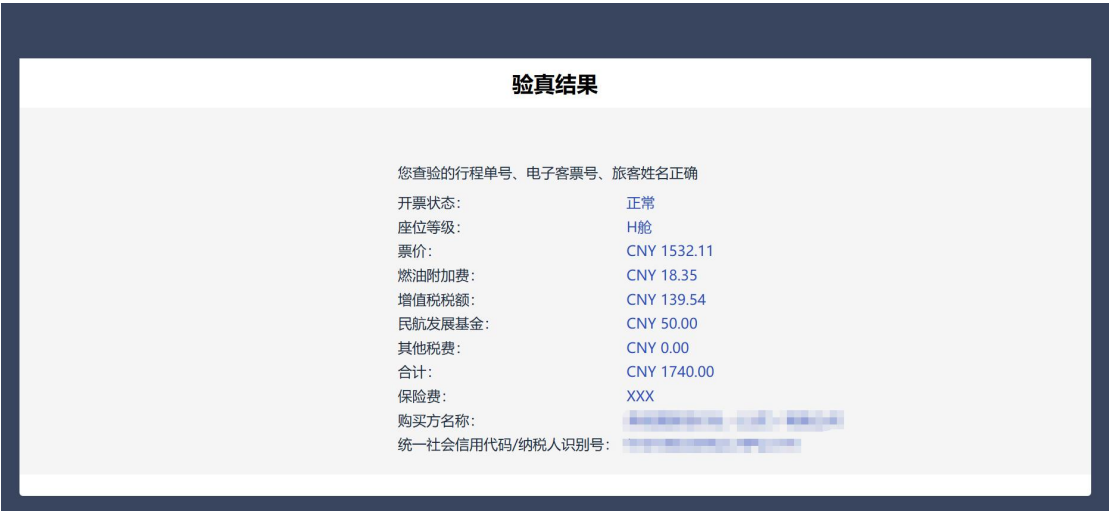 验真结果
您查验的行程单号、电子客票号、旅客姓名正确
开票状态： 正常
座位等级： H舱
票价： CNY 1532.11
燃油附加费： CNY 18.35
增值税税额： CNY 139.54
民航发展基金： CNY 50.00
其他税费： CNY 0.00
合计： CNY 1740.00
保险费： XXX
购买方名称：
统一社会信用代码/纳税人识别号：